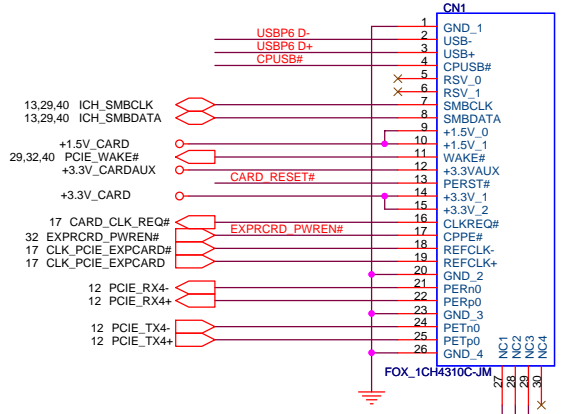 CN1
1 GND_1
USBP6 D- 2 USB-
USBP6 D+ 3 USB+
CPUSB# 4 CPUSB#
5 RSV_0
6 RSV_1
13,29,40 ICH_SMBCLK 7 SMBCLK
13,29,40 ICH_SMBDATA 8 SMBDATA
9 +1.5V_0
+1.5V_CARD 10 +1.5V_1
29,32,40 PCIE_WAKE# 11 WAKE#
+3.3V_CARDAUX 12 +3.3VAUX
CARD_RESET# 13 PERST#
+3.3V_CARD 14 +3.3V_1
15 +3.3V_2
17 CARD_CLK_REQ# 16 CLKREQ#
32 EXPRCRD_PWREN# EXPRCRD_PWREN# 17 CPPE#
17 CLK_PCIE_EXPCARD# 18 REFCLK-
17 CLK_PCIE_EXPCARD 19 REFCLK+
20 GND_2
12 PCIE_RX4- 21 PERn0
12 PCIE_RX4+ 22 PERp0
23 GND_3
12 PCIE_TX4- 24 PETn0
12 PCIE_TX4+ 25 PETp0
26 GND_4
NC1 NC2 NC3 NC4
FOX_1CH4310C-JM
27 28 29 30